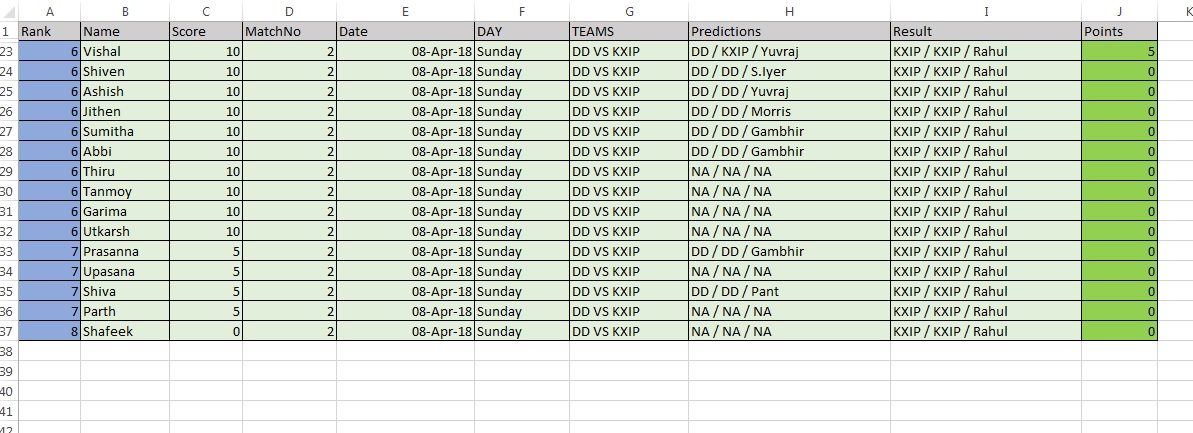 A B C D E F G H I J K
1 Rank Name Score MatchNo Date DAY TEAMS Predictions Result Points
23 6 Vishal 10 2 08-Apr-18 Sunday DD VS KXIP DD / KXIP / Yuvraj KXIP / KXIP / Rahul 5
24 6 Shiven 10 2 08-Apr-18 Sunday DD VS KXIP DD / DD / S.Iyer KXIP / KXIP / Rahul 0
25 6 Ashish 10 2 08-Apr-18 Sunday DD VS KXIP DD / DD / Yuvraj KXIP / KXIP / Rahul 0
26 6 Jithen 10 2 08-Apr-18 Sunday DD VS KXIP DD / DD / Morris KXIP / KXIP / Rahul 0
27 6 Sumitha 10 2 08-Apr-18 Sunday DD VS KXIP DD / DD / Gambhir KXIP / KXIP / Rahul 0
28 6 Abbi 10 2 08-Apr-18 Sunday DD VS KXIP DD / DD / Gambhir KXIP / KXIP / Rahul 0
29 6 Thiru 10 2 08-Apr-18 Sunday DD VS KXIP NA / NA / NA KXIP / KXIP / Rahul 0
30 6 Tanmoy 10 2 08-Apr-18 Sunday DD VS KXIP NA / NA / NA KXIP / KXIP / Rahul 0
31 6 Garima 10 2 08-Apr-18 Sunday DD VS KXIP NA / NA / NA KXIP / KXIP / Rahul 0
32 6 Utkarsh 10 2 08-Apr-18 Sunday DD VS KXIP NA / NA / NA KXIP / KXIP / Rahul 0
33 7 Prasanna 5 2 08-Apr-18 Sunday DD VS KXIP DD / DD / Gambhir KXIP / KXIP / Rahul 0
34 7 Upasana 5 2 08-Apr-18 Sunday DD VS KXIP NA / NA / NA KXIP / KXIP / Rahul 0
35 7 Shiva 5 2 08-Apr-18 Sunday DD VS KXIP DD / DD / Pant KXIP / KXIP / Rahul 0
36 7 Parth 5 2 08-Apr-18 Sunday DD VS KXIP NA / NA / NA KXIP / KXIP / Rahul 0
37 8 Shafeek 0 2 08-Apr-18 Sunday DD VS KXIP NA / NA / NA KXIP / KXIP / Rahul 0
38
39
40
41
42